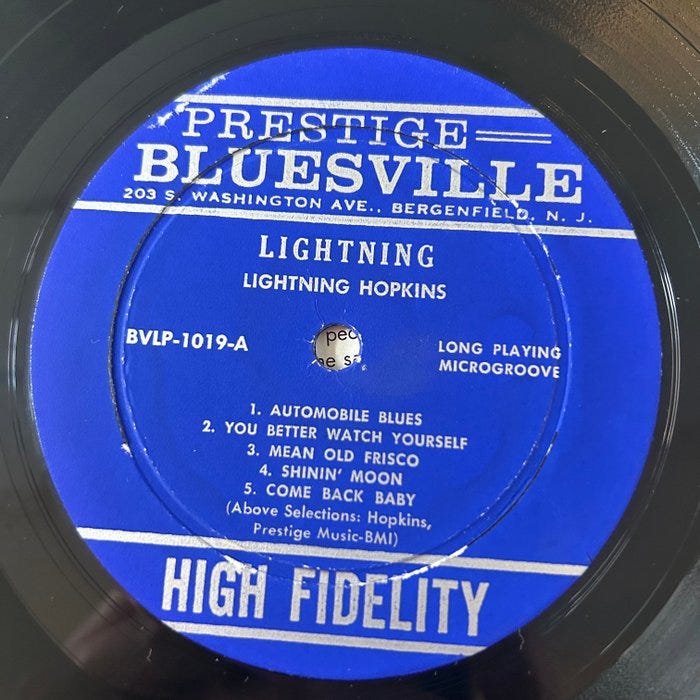 PRESTIGE
BLUESVILLE
203 S. WASHINGTON AVE., BERGENFIELD, N. J.
LIGHTNING
LIGHTNING HOPKINS
BVLP-1019-A
LONG PLAYING
MICROGROOVE
1. AUTOMOBILE BLUES
2. YOU BETTER WATCH YOURSELF
3. MEAN OLD FRISCO
4. SHININ' MOON
5. COME BACK BABY
(Above Selections: Hopkins,
Prestige Music-BMI)
HIGH FIDELITY